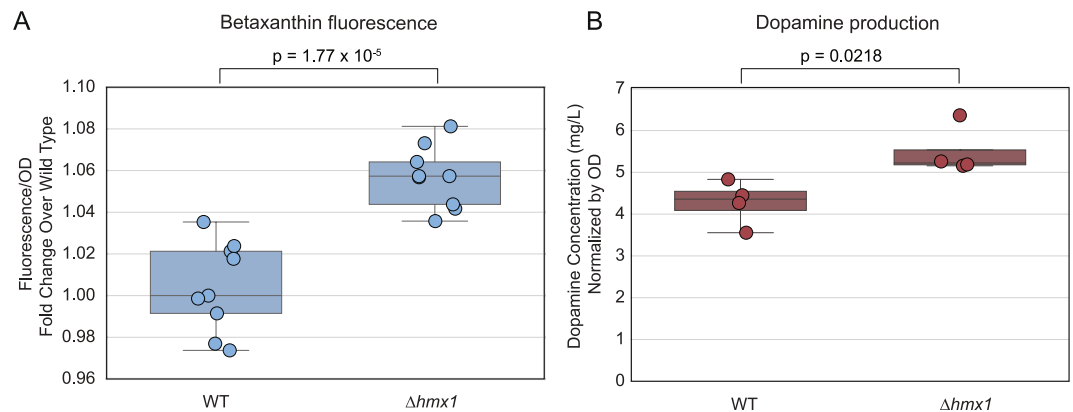 A
Betaxanthin fluorescence
p = 1.77 x 10⁻⁵
Fluorescence/OD
Fold Change Over Wild Type
1.10
1.08
1.06
1.04
1.02
1.00
0.98
0.96
WT
Δhmx1
B
Dopamine production
p = 0.0218
Dopamine Concentration (mg/L)
Normalized by OD
7
6
5
4
3
2
1
0
WT
Δhmx1